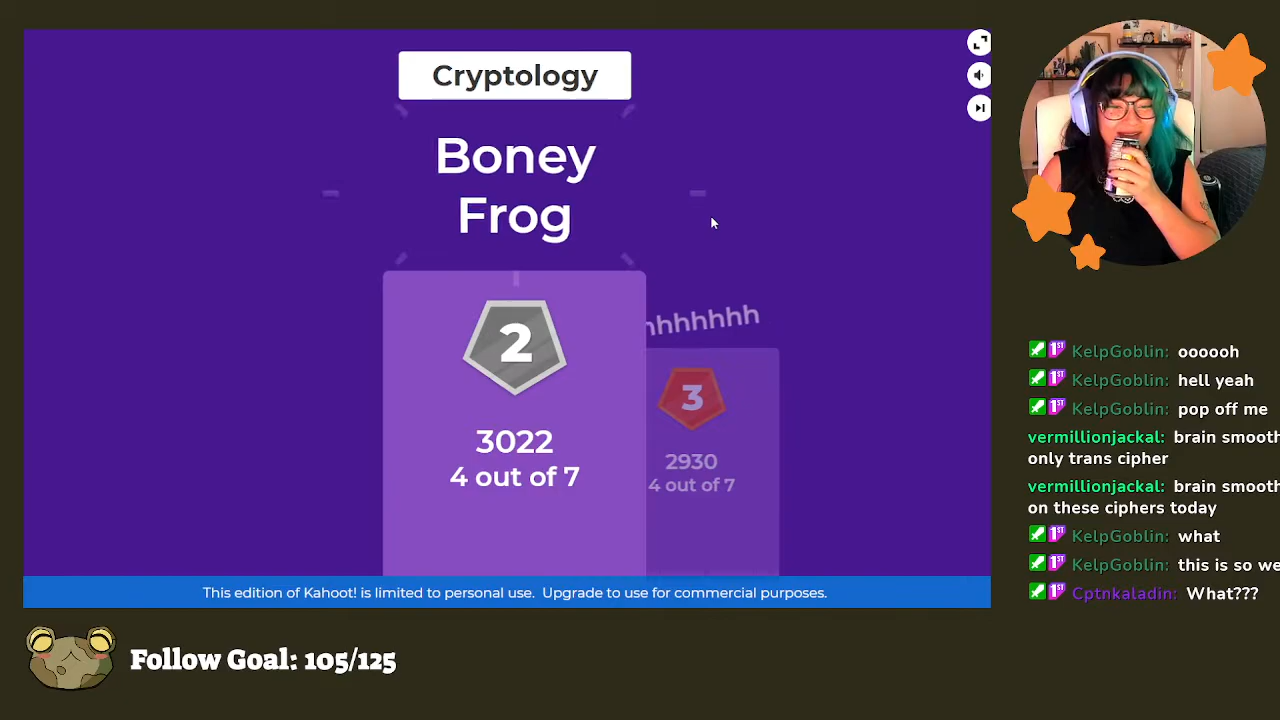 Cryptology
Boney
Frog
2
3022
4 out of 7
hhhhhhh
3
2930
4 out of 7
This edition of Kahoot! is limited to personal use. Upgrade to use for commercial purposes.
Follow Goal: 105/125
KelpGoblin: oooooh
KelpGoblin: hell yeah
KelpGoblin: pop off me
vermillionjackal: brain smooth
only trans cipher
vermillionjackal: brain smooth
on these ciphers today
KelpGoblin: what
KelpGoblin: this is so we
Cptnkaladin: What???